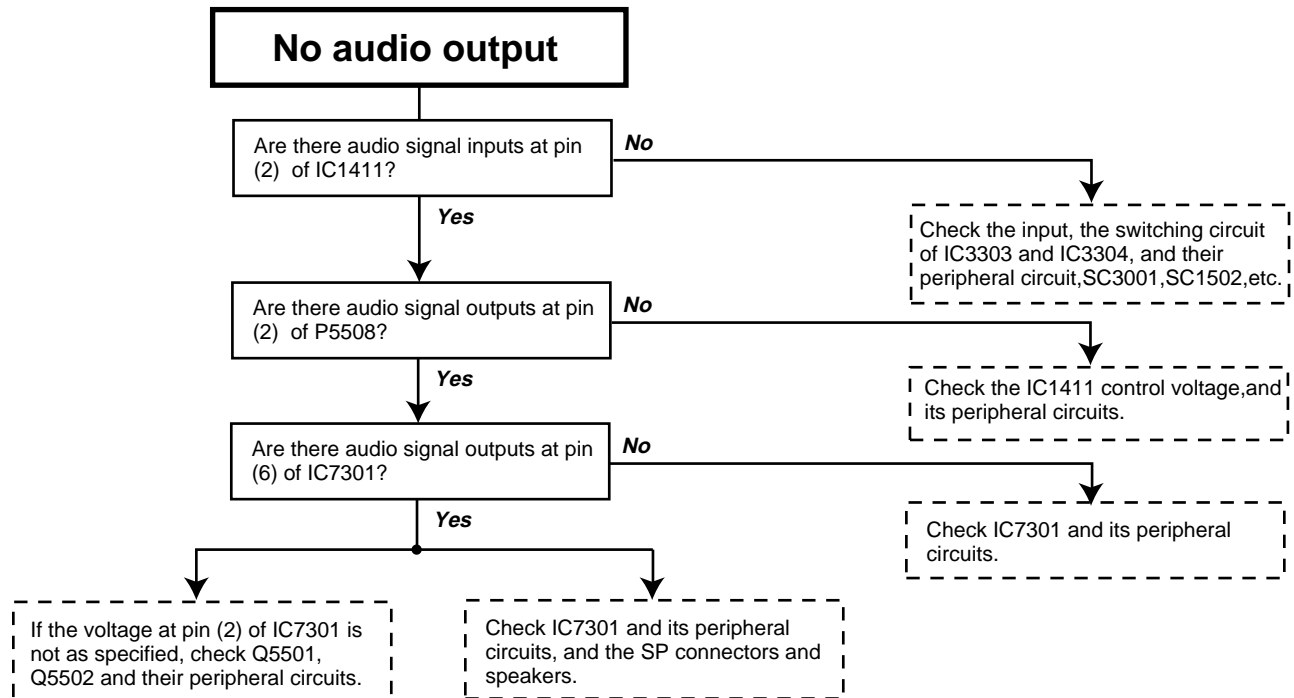 No audio output
Are there audio signal inputs at pin
(2) of IC1411?
No
Yes
Check the input, the switching circuit
of IC3303 and IC3304, and their
peripheral circuit,SC3001,SC1502,etc.
Are there audio signal outputs at pin
(2) of P5508?
No
Yes
Check the IC1411 control voltage,and
its peripheral circuits.
Are there audio signal outputs at pin
(6) of IC7301?
No
Yes
Check IC7301 and its peripheral
circuits.
If the voltage at pin (2) of IC7301 is
not as specified, check Q5501,
Q5502 and their peripheral circuits.
Check IC7301 and its peripheral
circuits, and the SP connectors and
speakers.